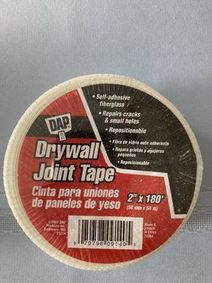 • Self-adhesive
fiberglass
• Repairs cracks
& small holes
• Repositionable
DAP
• Fibra de vidrio auto adherente
• Repara grietas y agujeros
pequeños
• Reposicionable
Drywall
Joint Tape
Cinta para uniones
de paneles de yeso
2" x 180'
(50 mm x 54 m)